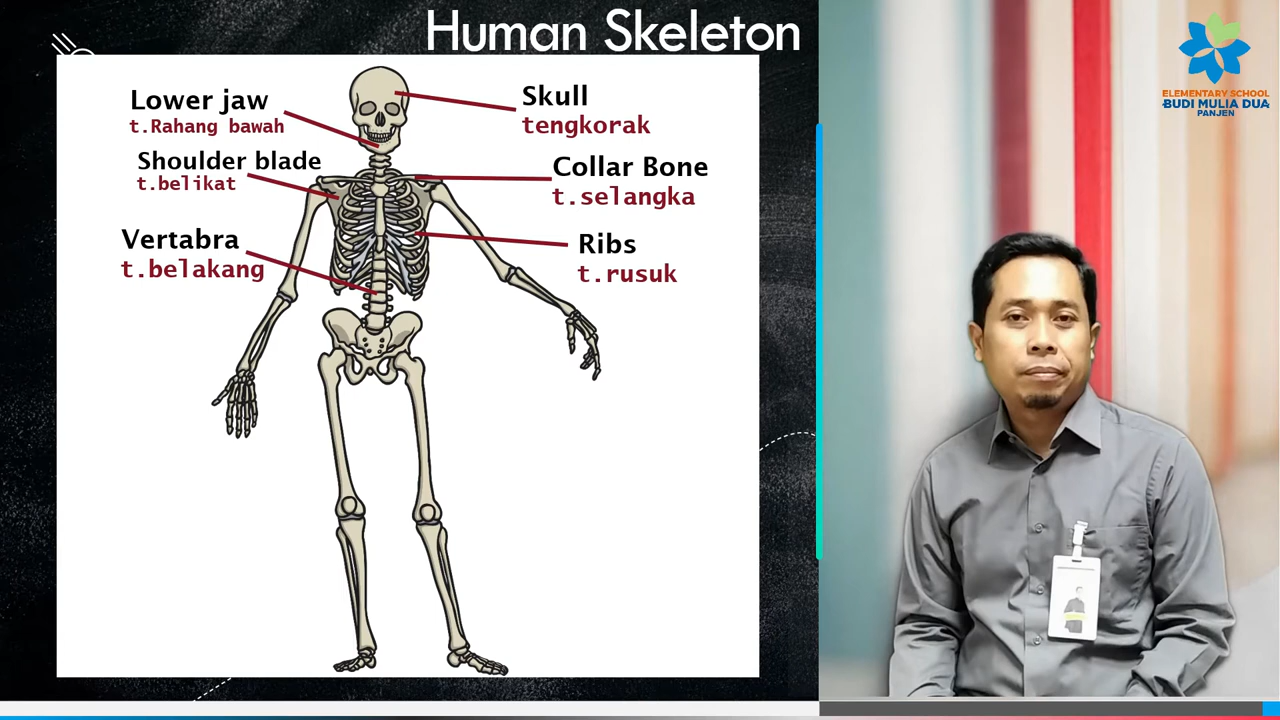 Human Skeleton
Lower jaw
t.Rahang bawah
Shoulder blade
t.belikat
Vertabra
t.belakang
Skull
tengkorak
Collar Bone
t.selangka
Ribs
t.rusuk
ELEMENTARY SCHOOL
BUDI MULIA DUA
PANJEN